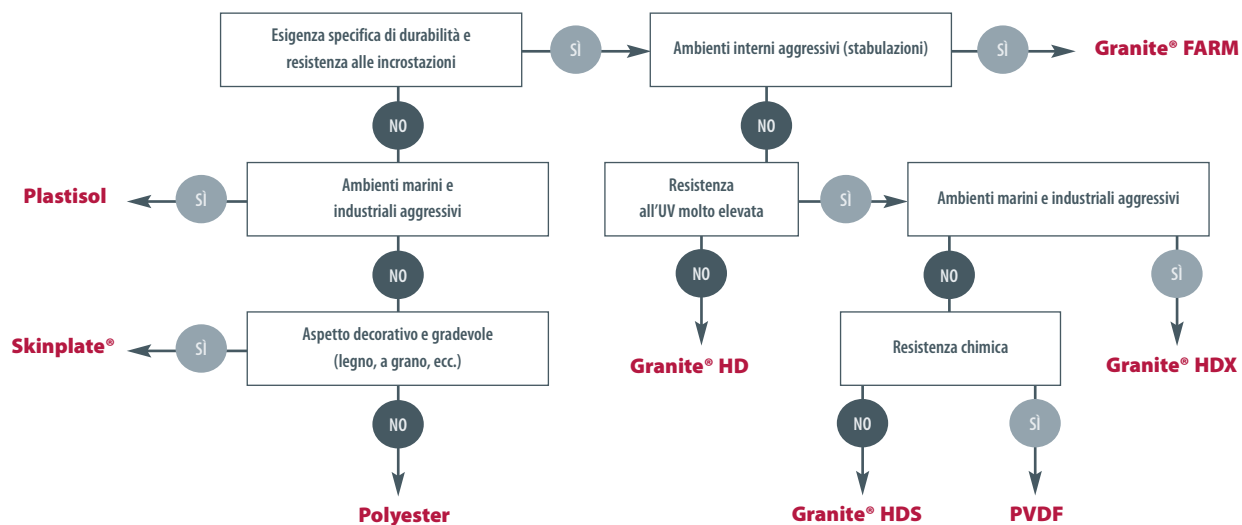 Esigenza specifica di durabilità e
resistenza alle incrostazioni
SÌ
Ambienti interni aggressivi (stabulazioni)
SÌ
Granite® FARM
NO
NO
Plastisol
SÌ
Ambienti marini e
industriali aggressivi
Resistenza
all'UV molto elevata
SÌ
Ambienti marini e industriali aggressivi
NO
NO
NO
SÌ
Skinplate®
SÌ
Aspetto decorativo e gradevole
(legno, a grano, ecc.)
Granite® HD
Resistenza chimica
Granite® HDX
NO
NO
SÌ
Polyester
Granite® HDS
PVDF